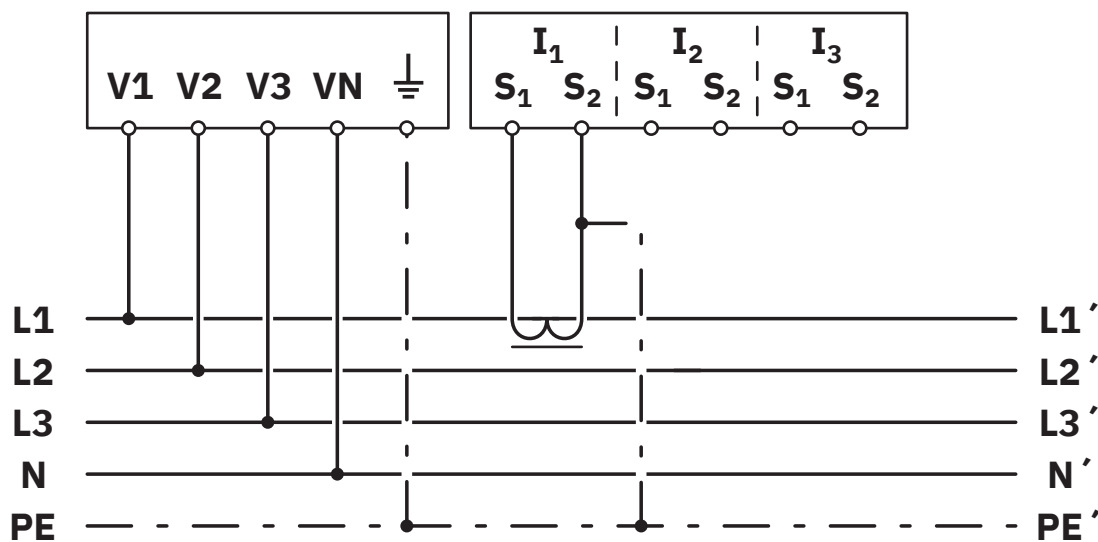 I₁ I₂ I₃
V1 V2 V3 VN S₁ S₂ S₁ S₂ S₁ S₂
L1 L1´
L2 L2´
L3 L3´
N N´
PE PE´